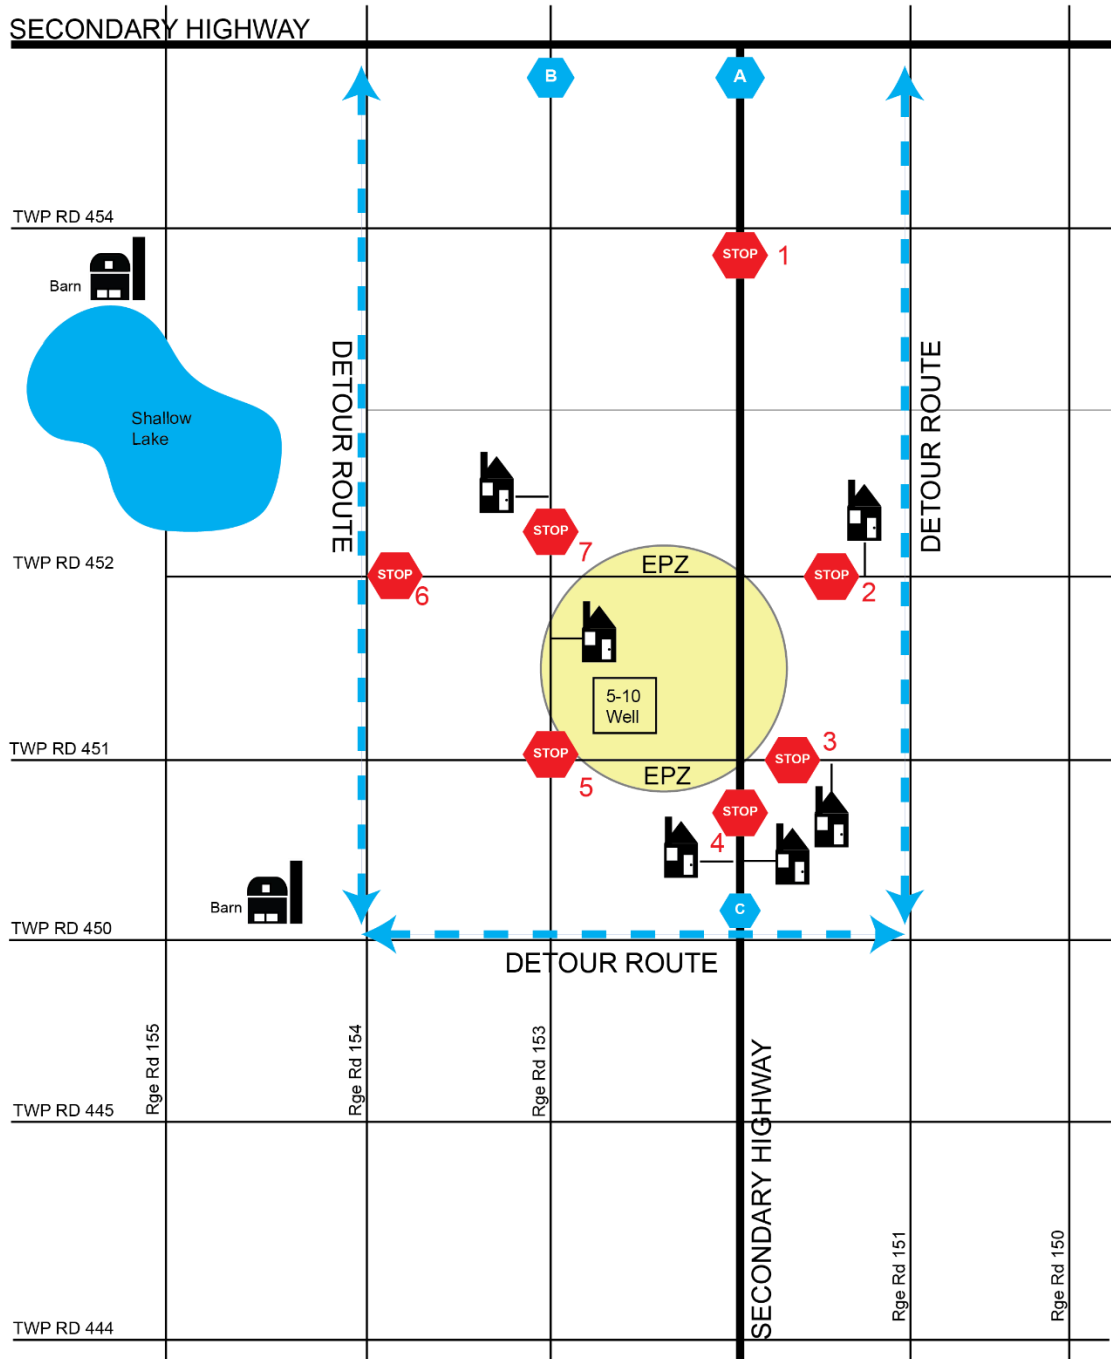 SECONDARY HIGHWAY
B
A
TWP RD 454
STOP
1
Barn
DETOUR ROUTE
DETOUR ROUTE
Shallow
Lake
STOP
7
TWP RD 452
EPZ
STOP
6
STOP
2
5-10
Well
TWP RD 451
STOP
5
EPZ
STOP
3
STOP
4
Barn
C
TWP RD 450
DETOUR ROUTE
Rge Rd 155
Rge Rd 154
Rge Rd 153
SECONDARY HIGHWAY
TWP RD 445
Rge Rd 151
Rge Rd 150
TWP RD 444